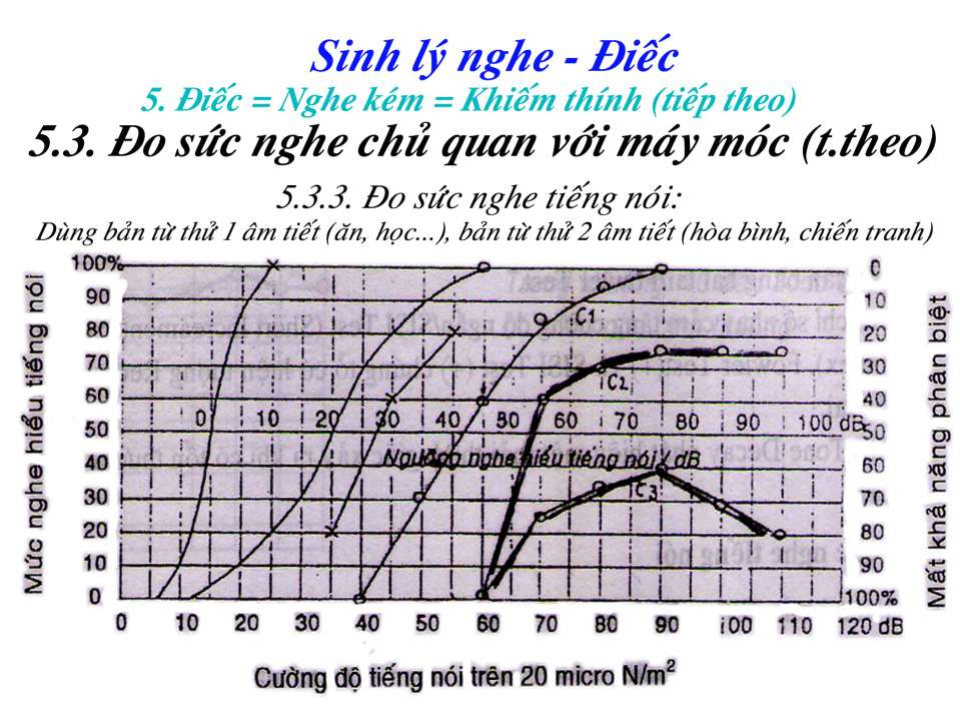 Sinh lý nghe - Điếc
5. Điếc = Nghe kém = Khiếm thính (tiếp theo)
5.3. Đo sức nghe chủ quan với máy móc (t.theo)
5.3.3. Đo sức nghe tiếng nói:
Dùng bản từ thử 1 âm tiết (ăn, học...), bản từ thử 2 âm tiết (hòa bình, chiến tranh)
Mức nghe hiểu tiếng nói
100%
90
80
70
60
50
40
30
20
10
0
C1
C2
C3
0 10 20 30 40 50 60 70 80 90 100 dB
Ngưỡng nghe hiểu tiếng nói, dB
0
10
20
30
40
50
60
70
80
90
100%
Mất khả năng phân biệt
0 10 20 30 40 50 60 70 80 90 100 110 120 dB
Cường độ tiếng nói trên 20 micro N/m²